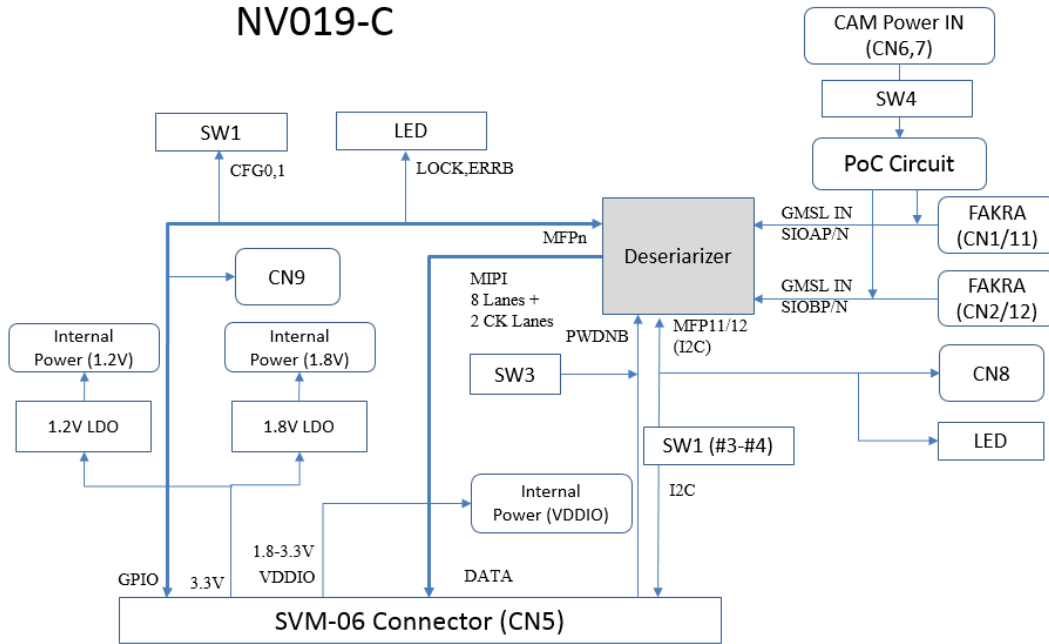 NV019-C
CAM Power IN
(CN6,7)
SW4
SW1
LED
PoC Circuit
CFG0,1
LOCK,ERRB
GMSL IN
SIOAP/N
FAKRA
(CN1/11)
MFPn
Deseriarizer
CN9
MIPI
8 Lanes +
2 CK Lanes
GMSL IN
SIOBP/N
FAKRA
(CN2/12)
Internal
Power (1.2V)
Internal
Power (1.8V)
PWDNB
MFP11/12
(I2C)
SW3
CN8
1.2V LDO
1.8V LDO
SW1 (#3-#4)
LED
Internal
Power (VDDIO)
I2C
1.8-3.3V
VDDIO
GPIO
3.3V
DATA
SVM-06 Connector (CN5)